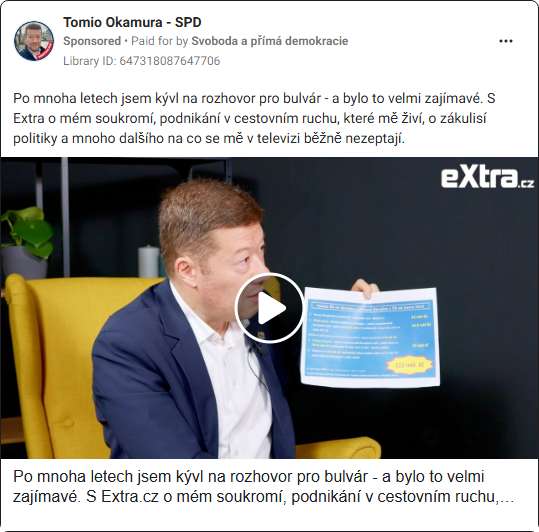 Tomio Okamura - SPD
Sponsored • Paid for by Svoboda a přímá demokracie
Library ID: 647318087647706
Po mnoha letech jsem kývl na rozhovor pro bulvár - a bylo to velmi zajímavé. S
Extra o mém soukromí, podnikání v cestovním ruchu, které mě živí, o zákulisí
politiky a mnoho dalšího na co se mě v televizi běžně nezeptají.
eXtra.cz
Po mnoha letech jsem kývl na rozhovor pro bulvár - a bylo to velmi
zajímavé. S Extra.cz o mém soukromí, podnikání v cestovním ruchu,...